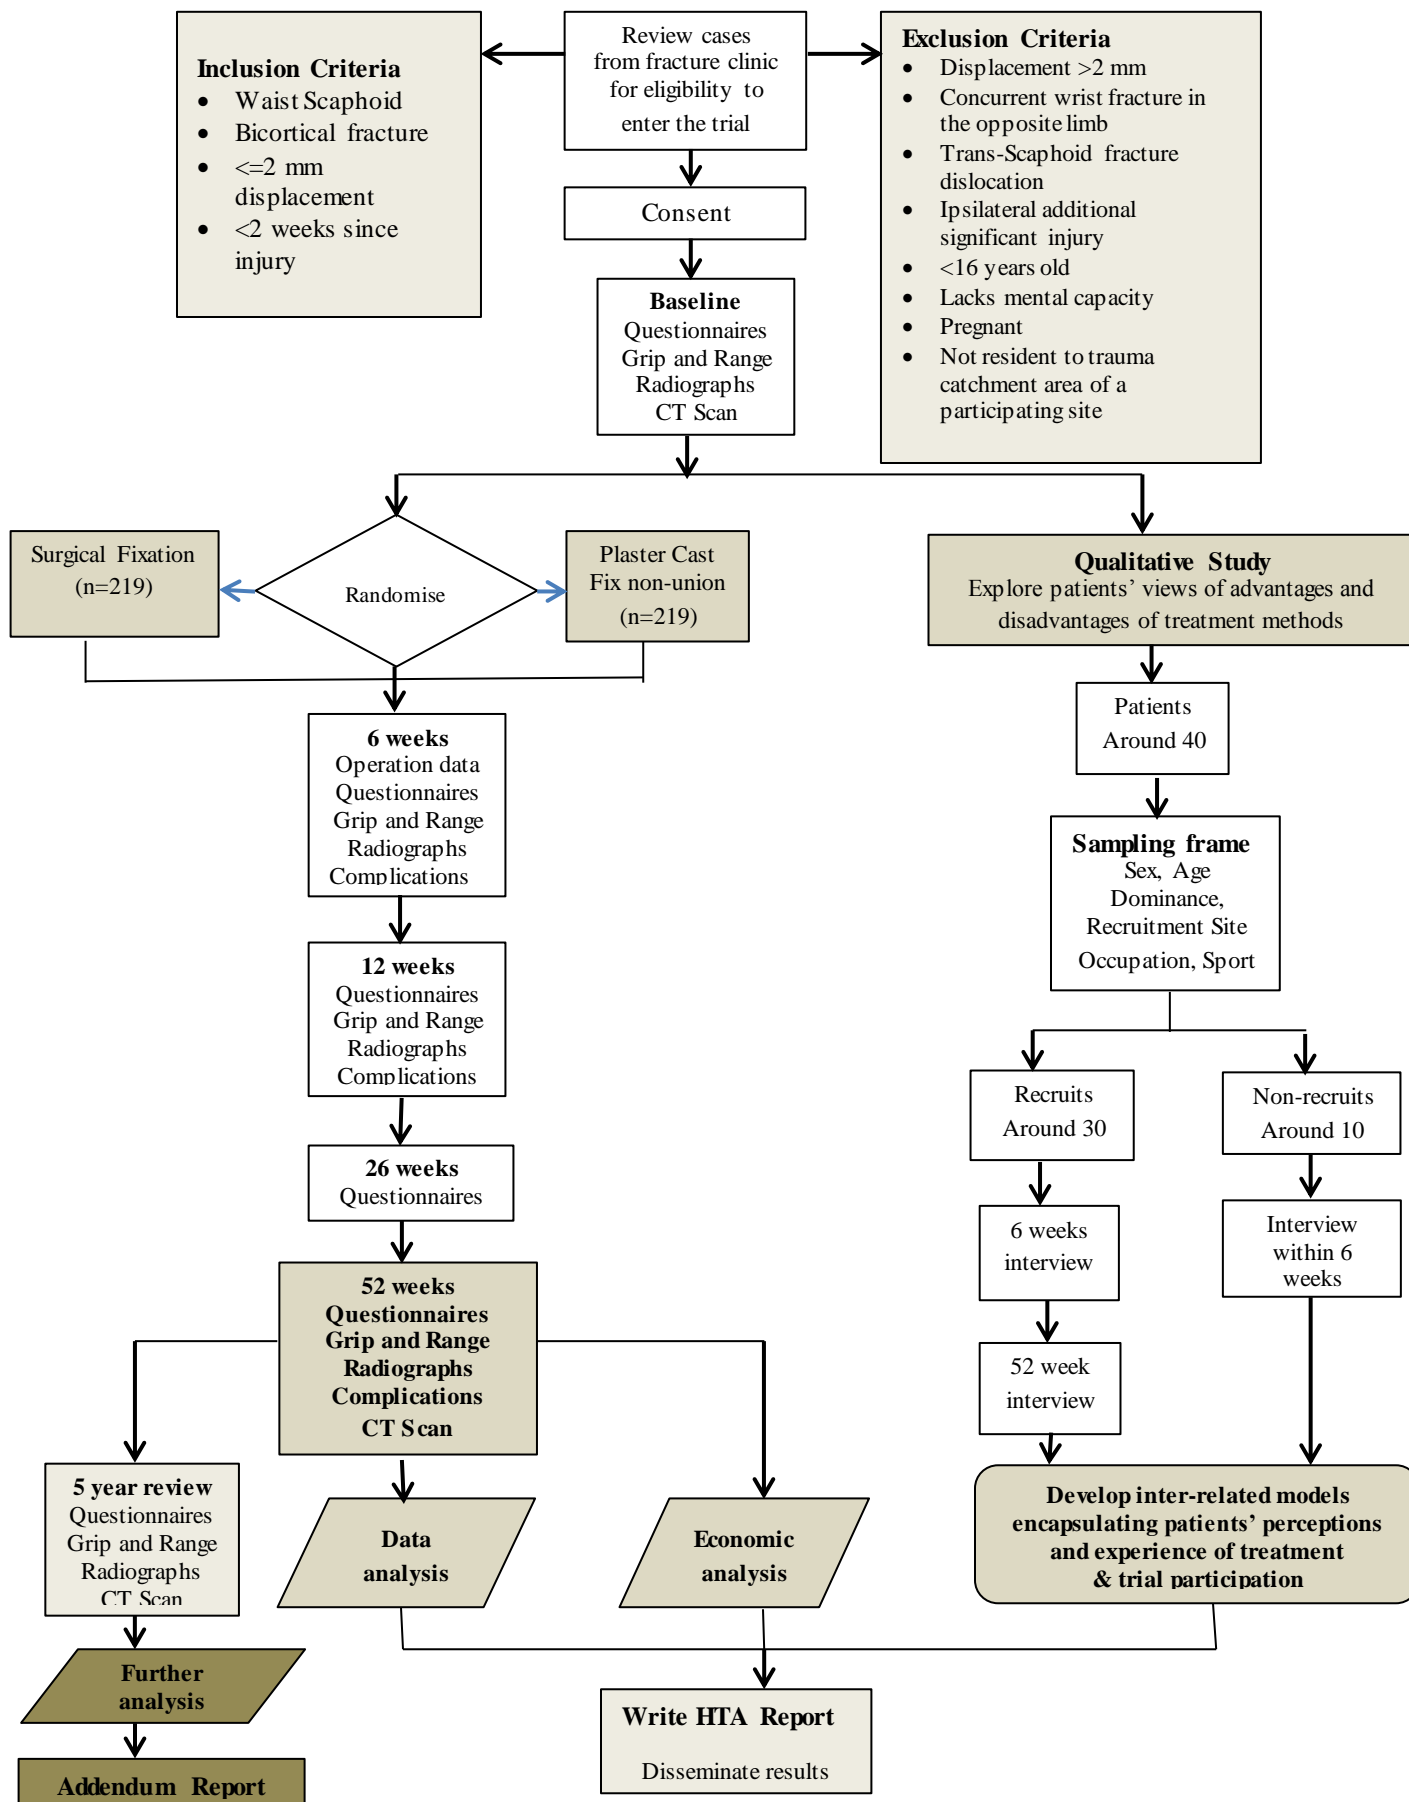 Review cases
from fracture clinic
for eligibility to
enter the trial
Inclusion Criteria
• Waist Scaphoid
• Bicortical fracture
• <=2 mm
displacement
• <2 weeks since
injury
Exclusion Criteria
• Displacement >2 mm
• Concurrent wrist fracture in
the opposite limb
• Trans-Scaphoid fracture
dislocation
• Ipsilateral additional
significant injury
• <16 years old
• Lacks mental capacity
• Pregnant
• Not resident to trauma
catchment area of a
participating site
Consent
Baseline
Questionnaires
Grip and Range
Radiographs
CT Scan
Surgical Fixation
(n=219)
Randomise
Plaster Cast
Fix non-union
(n=219)
Qualitative Study
Explore patients’ views of advantages and
disadvantages of treatment methods
6 weeks
Operation data
Questionnaires
Grip and Range
Radiographs
Complications
12 weeks
Questionnaires
Grip and Range
Radiographs
Complications
26 weeks
Questionnaires
52 weeks
Questionnaires
Grip and Range
Radiographs
Complications
CT Scan
Patients
Around 40
Sampling frame
Sex, Age
Dominance,
Recruitment Site
Occupation, Sport
Recruits
Around 30
Non-recruits
Around 10
6 weeks
interview
Interview
within 6
weeks
52 week
interview
5 year review
Questionnaires
Grip and Range
Radiographs
CT Scan
Data
analysis
Economic
analysis
Develop inter-related models
encapsulating patients’ perceptions
and experience of treatment
& trial participation
Further
analysis
Addendum Report
Write HTA Report
Disseminate results